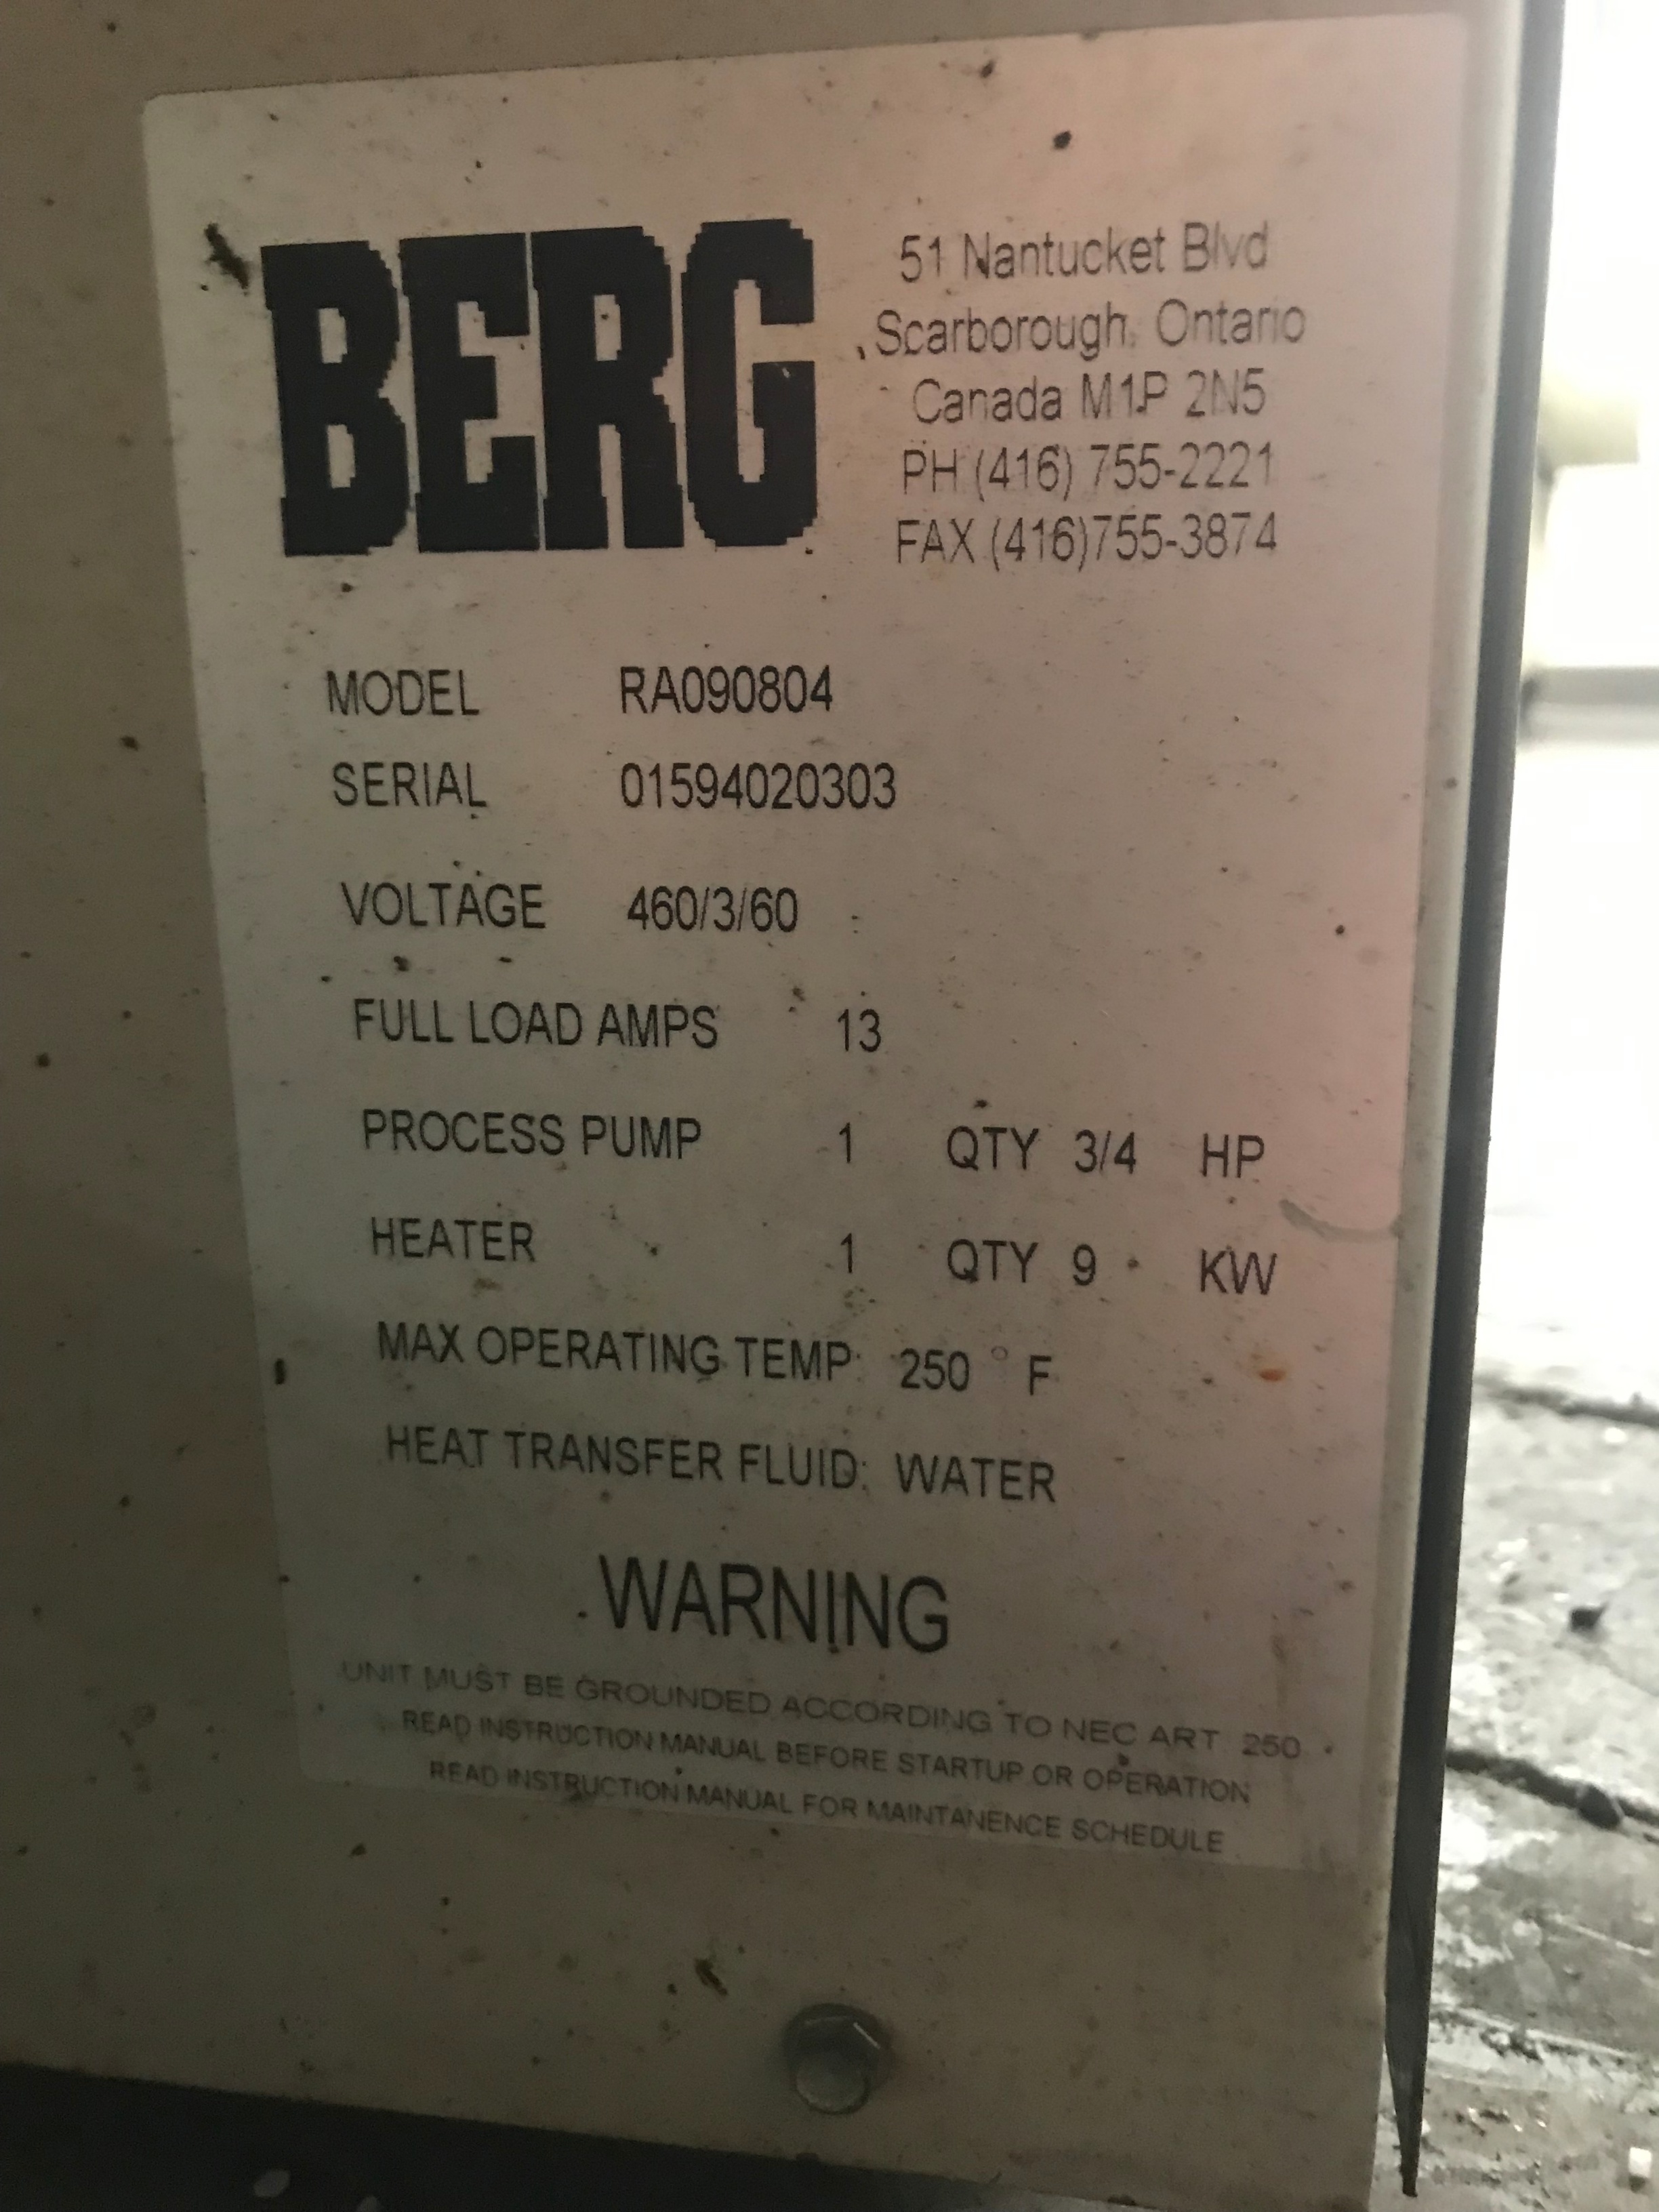 BERG
51 Nantucket Blvd
Scarborough, Ontario
Canada M1P 2N5
PH (416) 755-2221
FAX (416)755-3874
MODEL RA090804
SERIAL 01594020303
VOLTAGE 460/3/60
FULL LOAD AMPS 13
PROCESS PUMP 1 QTY 3/4 HP
HEATER 1 QTY 9 KW
MAX OPERATING TEMP: 250 ° F
HEAT TRANSFER FLUID: WATER
WARNING
UNIT MUST BE GROUNDED ACCORDING TO NEC ART 250
READ INSTRUCTION MANUAL BEFORE STARTUP OR OPERATION
READ INSTRUCTION MANUAL FOR MAINTANENCE SCHEDULE